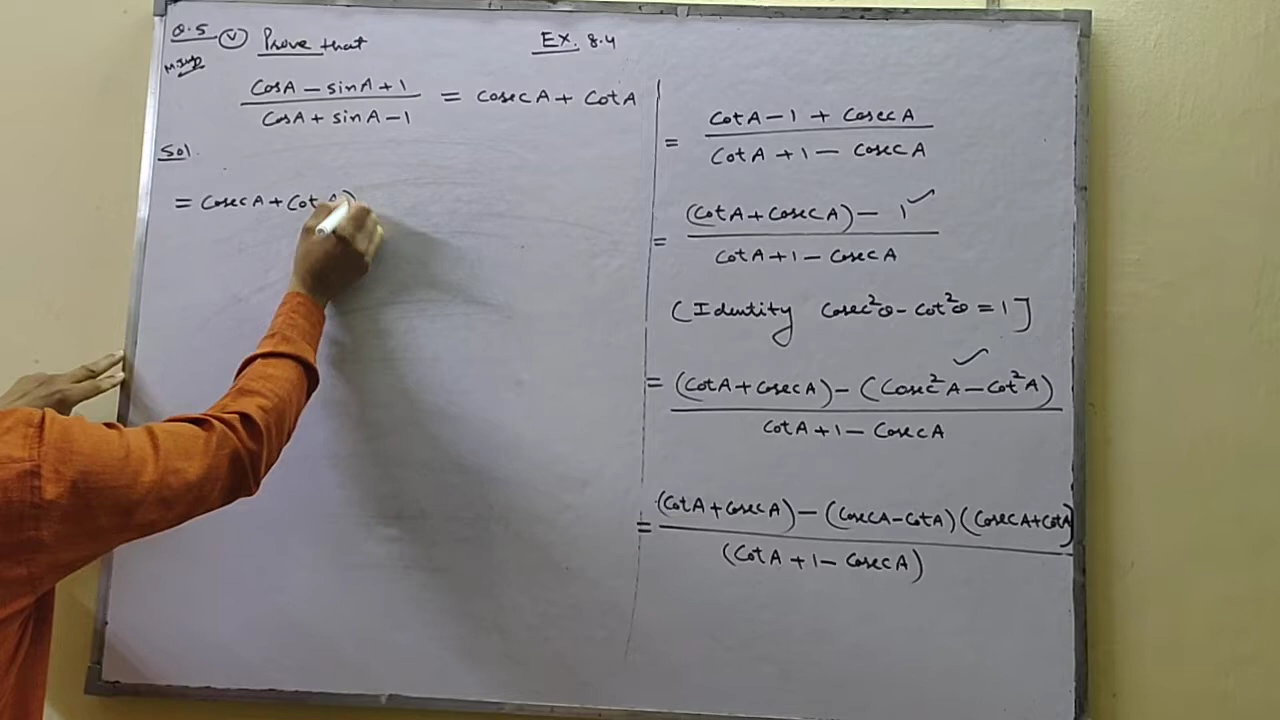 Q.5 (v) Prove that
EX. 8.4
M.Imp
CosA - sinA + 1 / CosA + sinA - 1 = CosecA + CotA
Sol.
= CosecA + Cot A)
= CotA - 1 + CosecA / CotA + 1 - CosecA
= (CotA + CosecA) - 1 ✓ / CotA + 1 - CosecA
(Identity Cosec²θ - Cot²θ = 1]
✓
= (CotA + CosecA) - (Cosec²A - Cot²A) / CotA + 1 - CosecA
= (CotA + CosecA) - (CosecA - CotA) (CosecA + CotA] / (CotA + 1 - CosecA)